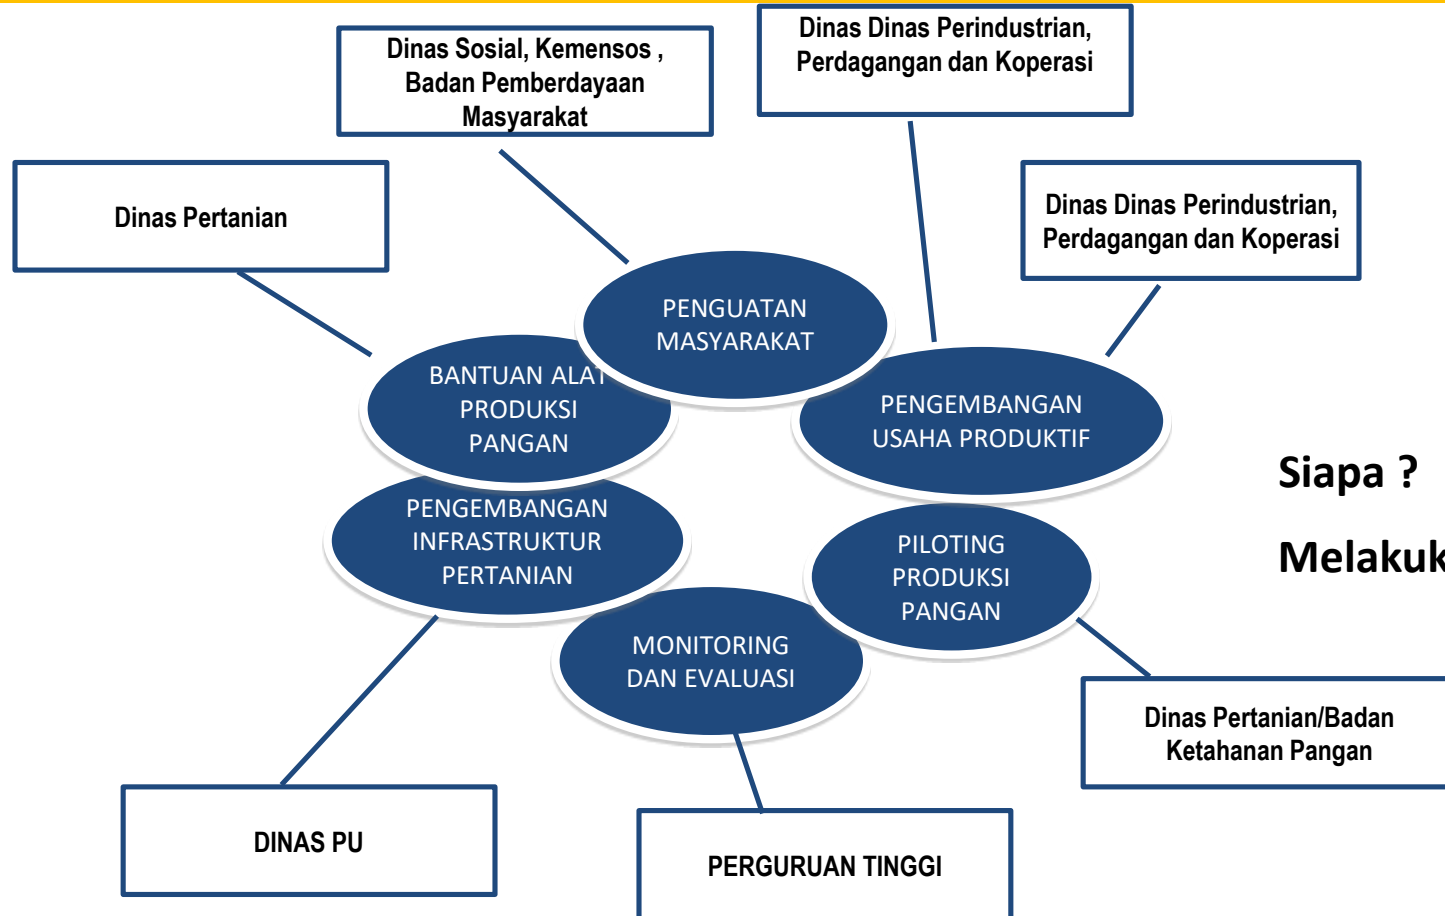 Dinas Dinas Perindustrian,
Perdagangan dan Koperasi
Dinas Sosial, Kemensos ,
Badan Pemberdayaan
Masyarakat
Dinas Pertanian
Dinas Dinas Perindustrian,
Perdagangan dan Koperasi
PENGUATAN
MASYARAKAT
BANTUAN ALAT
PRODUKSI
PANGAN
PENGEMBANGAN
USAHA PRODUKTIF
Siapa ?
Melakuk
PENGEMBANGAN
INFRASTRUKTUR
PERTANIAN
PILOTING
PRODUKSI
PANGAN
MONITORING
DAN EVALUASI
Dinas Pertanian/Badan
Ketahanan Pangan
DINAS PU
PERGURUAN TINGGI